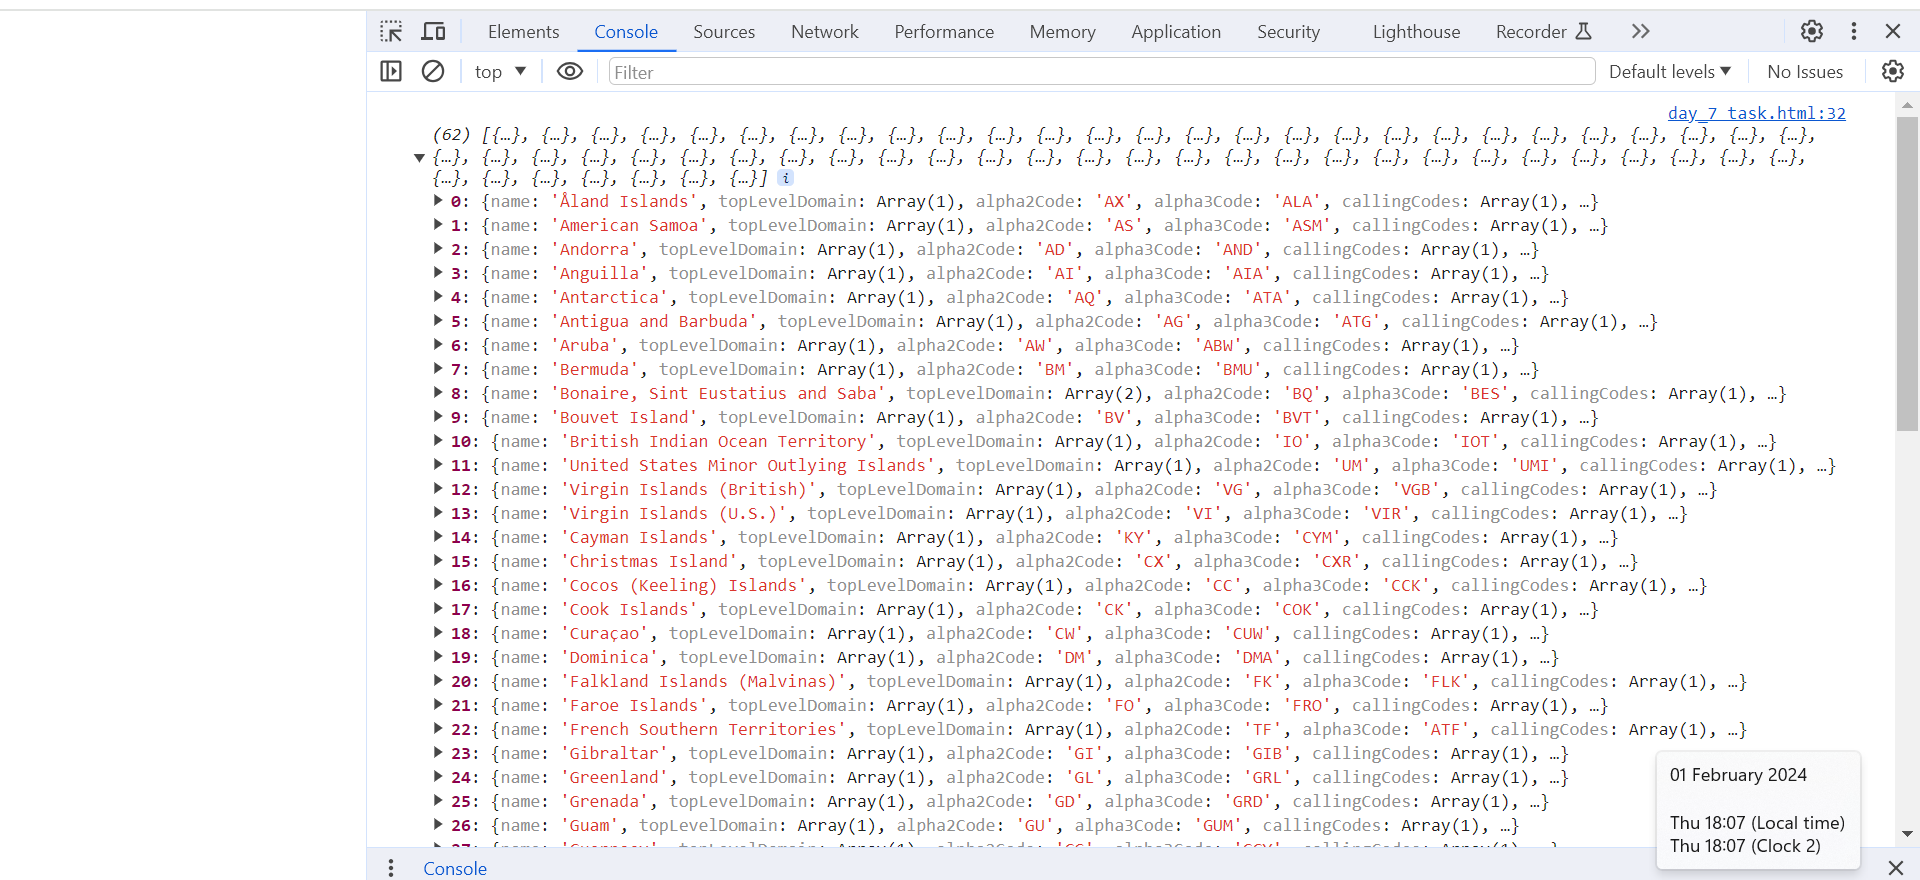 Elements Console Sources Network Performance Memory Application Security Lighthouse Recorder
top Filter Default levels No Issues
day_7 task.html:32
(62) [{…}, {…}, {…}, {…}, {…}, {…}, {…}, {…}, {…}, {…}, {…}, {…}, {…}, {…}, {…}, {…}, {…}, {…}, {…}, {…}, {…}, {…}, {…}, {…}, {…}, {…}, {…},
{…}, {…}, {…}, {…}, {…}, {…}, {…}, {…}, {…}, {…}, {…}, {…}, {…}, {…}, {…}, {…}, {…}, {…}, {…}, {…}, {…}, {…}, {…}, {…}, {…}, {…}, {…}, {…},
{…}, {…}, {…}, {…}, {…}, {…}, {…}] i
0: {name: 'Åland Islands', topLevelDomain: Array(1), alpha2Code: 'AX', alpha3Code: 'ALA', callingCodes: Array(1), …}
1: {name: 'American Samoa', topLevelDomain: Array(1), alpha2Code: 'AS', alpha3Code: 'ASM', callingCodes: Array(1), …}
2: {name: 'Andorra', topLevelDomain: Array(1), alpha2Code: 'AD', alpha3Code: 'AND', callingCodes: Array(1), …}
3: {name: 'Anguilla', topLevelDomain: Array(1), alpha2Code: 'AI', alpha3Code: 'AIA', callingCodes: Array(1), …}
4: {name: 'Antarctica', topLevelDomain: Array(1), alpha2Code: 'AQ', alpha3Code: 'ATA', callingCodes: Array(1), …}
5: {name: 'Antigua and Barbuda', topLevelDomain: Array(1), alpha2Code: 'AG', alpha3Code: 'ATG', callingCodes: Array(1), …}
6: {name: 'Aruba', topLevelDomain: Array(1), alpha2Code: 'AW', alpha3Code: 'ABW', callingCodes: Array(1), …}
7: {name: 'Bermuda', topLevelDomain: Array(1), alpha2Code: 'BM', alpha3Code: 'BMU', callingCodes: Array(1), …}
8: {name: 'Bonaire, Sint Eustatius and Saba', topLevelDomain: Array(2), alpha2Code: 'BQ', alpha3Code: 'BES', callingCodes: Array(1), …}
9: {name: 'Bouvet Island', topLevelDomain: Array(1), alpha2Code: 'BV', alpha3Code: 'BVT', callingCodes: Array(1), …}
10: {name: 'British Indian Ocean Territory', topLevelDomain: Array(1), alpha2Code: 'IO', alpha3Code: 'IOT', callingCodes: Array(1), …}
11: {name: 'United States Minor Outlying Islands', topLevelDomain: Array(1), alpha2Code: 'UM', alpha3Code: 'UMI', callingCodes: Array(1), …}
12: {name: 'Virgin Islands (British)', topLevelDomain: Array(1), alpha2Code: 'VG', alpha3Code: 'VGB', callingCodes: Array(1), …}
13: {name: 'Virgin Islands (U.S.)', topLevelDomain: Array(1), alpha2Code: 'VI', alpha3Code: 'VIR', callingCodes: Array(1), …}
14: {name: 'Cayman Islands', topLevelDomain: Array(1), alpha2Code: 'KY', alpha3Code: 'CYM', callingCodes: Array(1), …}
15: {name: 'Christmas Island', topLevelDomain: Array(1), alpha2Code: 'CX', alpha3Code: 'CXR', callingCodes: Array(1), …}
16: {name: 'Cocos (Keeling) Islands', topLevelDomain: Array(1), alpha2Code: 'CC', alpha3Code: 'CCK', callingCodes: Array(1), …}
17: {name: 'Cook Islands', topLevelDomain: Array(1), alpha2Code: 'CK', alpha3Code: 'COK', callingCodes: Array(1), …}
18: {name: 'Curaçao', topLevelDomain: Array(1), alpha2Code: 'CW', alpha3Code: 'CUW', callingCodes: Array(1), …}
19: {name: 'Dominica', topLevelDomain: Array(1), alpha2Code: 'DM', alpha3Code: 'DMA', callingCodes: Array(1), …}
20: {name: 'Falkland Islands (Malvinas)', topLevelDomain: Array(1), alpha2Code: 'FK', alpha3Code: 'FLK', callingCodes: Array(1), …}
21: {name: 'Faroe Islands', topLevelDomain: Array(1), alpha2Code: 'FO', alpha3Code: 'FRO', callingCodes: Array(1), …}
22: {name: 'French Southern Territories', topLevelDomain: Array(1), alpha2Code: 'TF', alpha3Code: 'ATF', callingCodes: Array(1), …}
23: {name: 'Gibraltar', topLevelDomain: Array(1), alpha2Code: 'GI', alpha3Code: 'GIB', callingCodes: Array(1), …}
24: {name: 'Greenland', topLevelDomain: Array(1), alpha2Code: 'GL', alpha3Code: 'GRL', callingCodes: Array(1), …}
25: {name: 'Grenada', topLevelDomain: Array(1), alpha2Code: 'GD', alpha3Code: 'GRD', callingCodes: Array(1), …}
26: {name: 'Guam', topLevelDomain: Array(1), alpha2Code: 'GU', alpha3Code: 'GUM', callingCodes: Array(1), …}
01 February 2024
Thu 18:07 (Local time)
Thu 18:07 (Clock 2)
Console